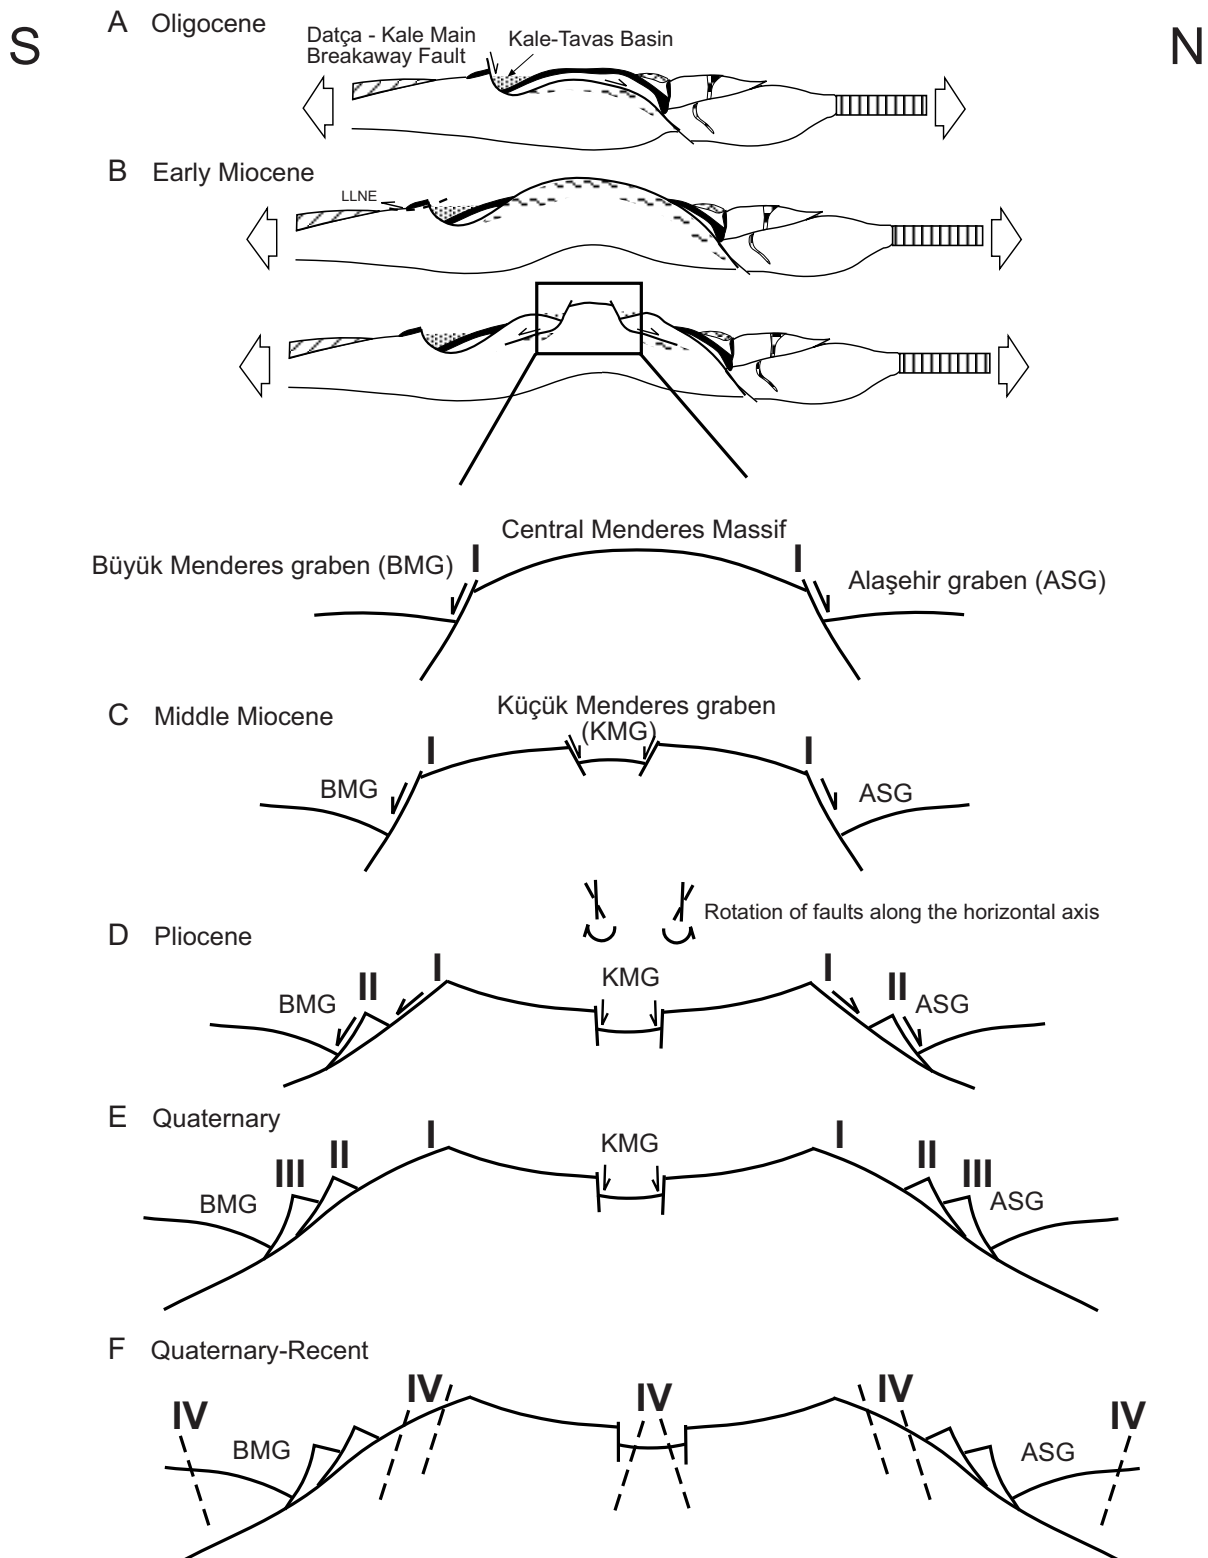 S
N
A Oligocene
Datça - Kale Main
Breakaway Fault
Kale-Tavas Basin
B Early Miocene
LLNE
Central Menderes Massif
Büyük Menderes graben (BMG)
I
I
Alaşehir graben (ASG)
C Middle Miocene
Küçük Menderes graben
(KMG)
I
I
BMG
ASG
Rotation of faults along the horizontal axis
D Pliocene
I
I
II
II
KMG
BMG
ASG
E Quaternary
I
I
KMG
II
II
III
III
BMG
ASG
F Quaternary-Recent
IV
IV
IV
IV
IV
BMG
ASG